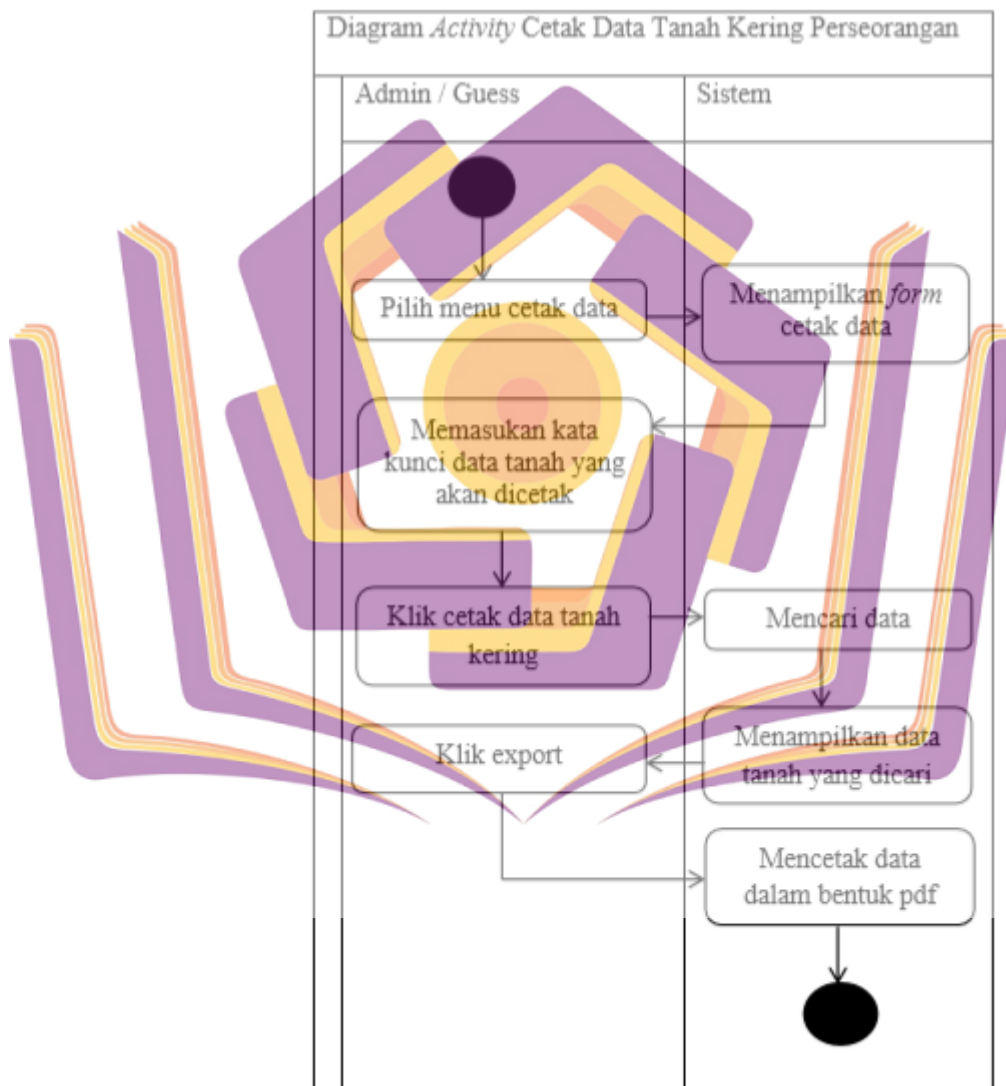 Diagram Activity Cetak Data Tanah Kering Perseorangan
Admin / Guess
Sistem
Pilih menu cetak data
Menampilkan form
cetak data
Memasukan kata
kunci data tanah yang
akan dicetak
Klik cetak data tanah
kering
Mencari data
Menampilkan data
tanah yang dicari
Klik export
Mencetak data
dalam bentuk pdf